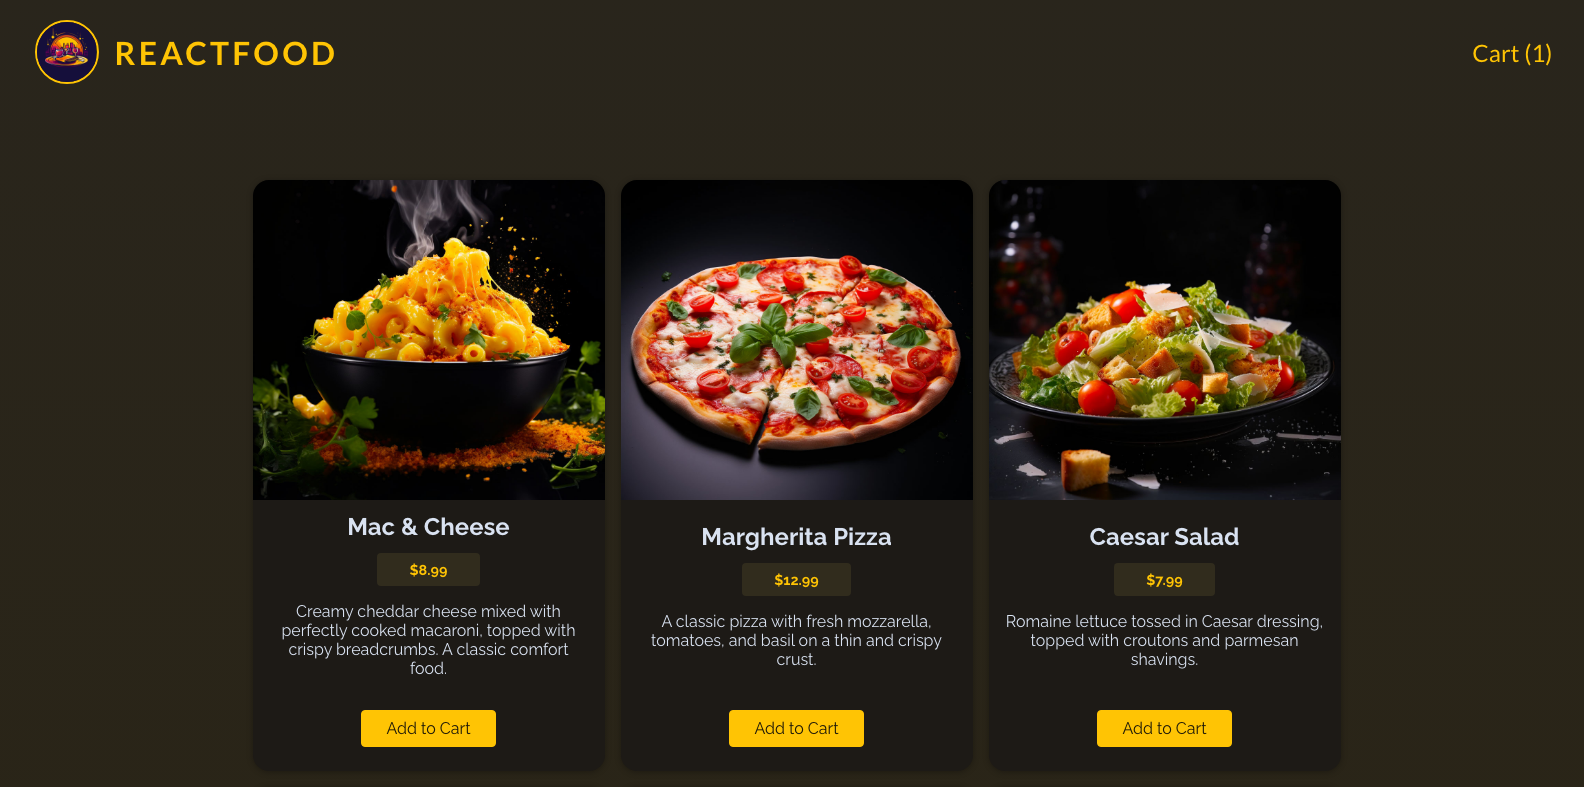 REACTFOOD
Cart (1)
Mac & Cheese
$8.99
Creamy cheddar cheese mixed with
perfectly cooked macaroni, topped with
crispy breadcrumbs. A classic comfort
food.
Add to Cart
Margherita Pizza
$12.99
A classic pizza with fresh mozzarella,
tomatoes, and basil on a thin and crispy
crust.
Add to Cart
Caesar Salad
$7.99
Romaine lettuce tossed in Caesar dressing,
topped with croutons and parmesan
shavings.
Add to Cart